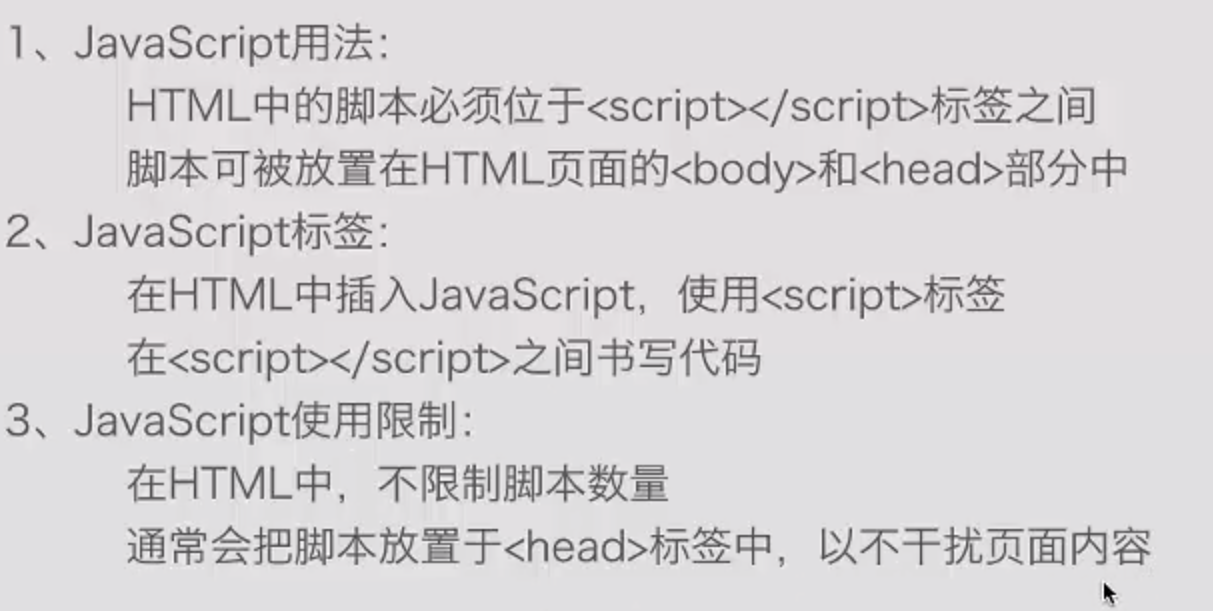 1、JavaScript用法：
HTML中的脚本必须位于<script></script>标签之间
脚本可被放置在HTML页面的<body>和<head>部分中
2、JavaScript标签：
在HTML中插入JavaScript，使用<script>标签
在<script></script>之间书写代码
3、JavaScript使用限制：
在HTML中，不限制脚本数量
通常会把脚本放置于<head>标签中，以不干扰页面内容